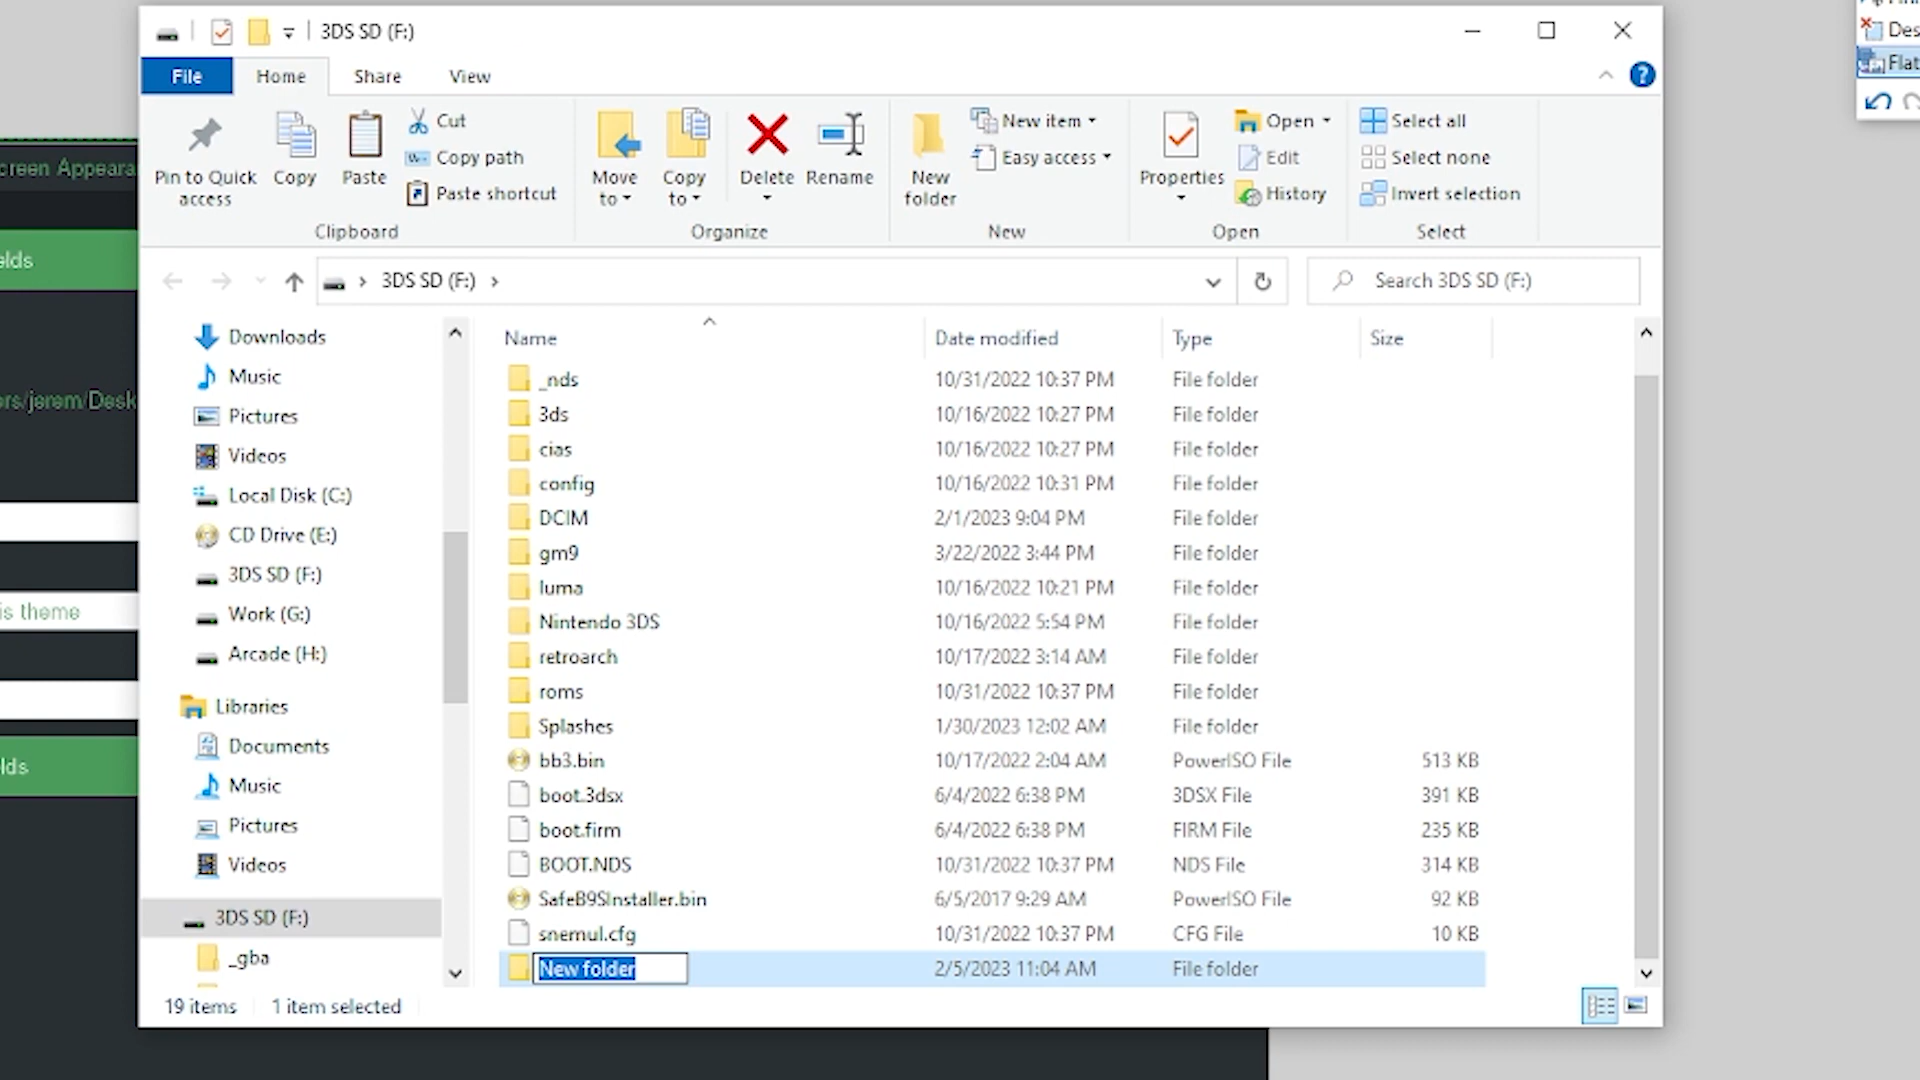 3DS SD (F:)
File
Home
Share
View
Pin to Quick access
Copy
Paste
Cut
Copy path
Paste shortcut
Clipboard
Move to
Copy to
Delete
Rename
Organize
New folder
New item
Easy access
New
Properties
Open
Edit
History
Open
Select all
Select none
Invert selection
Select
3DS SD (F:)
Search 3DS SD (F:)
Downloads
Music
Pictures
Videos
Local Disk (C:)
CD Drive (E:)
3DS SD (F:)
Work (G:)
Arcade (H:)
Libraries
Documents
Music
Pictures
Videos
3DS SD (F:)
_gba
Name Date modified Type Size
_nds 10/31/2022 10:37 PM File folder
3ds 10/16/2022 10:27 PM File folder
cias 10/16/2022 10:27 PM File folder
config 10/16/2022 10:31 PM File folder
DCIM 2/1/2023 9:04 PM File folder
gm9 3/22/2022 3:44 PM File folder
luma 10/16/2022 10:21 PM File folder
Nintendo 3DS 10/16/2022 5:54 PM File folder
retroarch 10/17/2022 3:14 AM File folder
roms 10/31/2022 10:37 PM File folder
Splashes 1/30/2023 12:02 AM File folder
bb3.bin 10/17/2022 2:04 AM PowerISO File 513 KB
boot.3dsx 6/4/2022 6:38 PM 3DSX File 391 KB
boot.firm 6/4/2022 6:38 PM FIRM File 235 KB
BOOT.NDS 10/31/2022 10:37 PM NDS File 314 KB
SafeB9SInstaller.bin 6/5/2017 9:29 AM PowerISO File 92 KB
snemul.cfg 10/31/2022 10:37 PM CFG File 10 KB
New folder 2/5/2023 11:04 AM File folder
19 items 1 item selected
creen Appeara
elds
ers/jerem/Desk
is theme
lds
Des
Flat